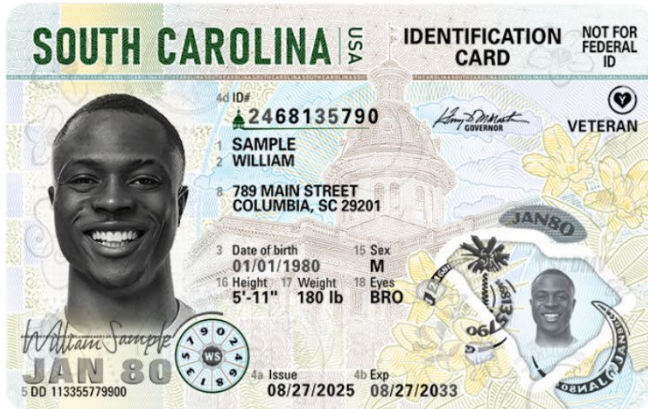 SOUTH CAROLINA USA
IDENTIFICATION CARD
NOT FOR FEDERAL ID
4d ID#
2468135790
GOVERNOR
VETERAN
1 SAMPLE
2 WILLIAM
8 789 MAIN STREET
COLUMBIA, SC 29201
JAN80
3 Date of birth 15 Sex
01/01/1980 M
16 Height 17 Weight 18 Eyes
5'-11" 180 lb BRO
William Sample
JAN 80
WS
4a Issue 4b Exp
08/27/2025 08/27/2033
5 DD 113355779900